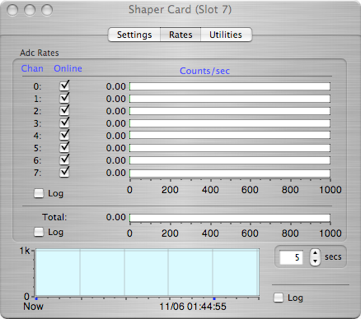 Shaper Card (Slot 7)
Settings Rates Utilities
Adc Rates
Chan Online Counts/sec
0: 0.00
1: 0.00
2: 0.00
3: 0.00
4: 0.00
5: 0.00
6: 0.00
7: 0.00
Log 0 200 400 600 800 1000
Total: 0.00
Log 0 200 400 600 800 1000
1k
5 secs
0
Now 11/06 01:44:55
Log